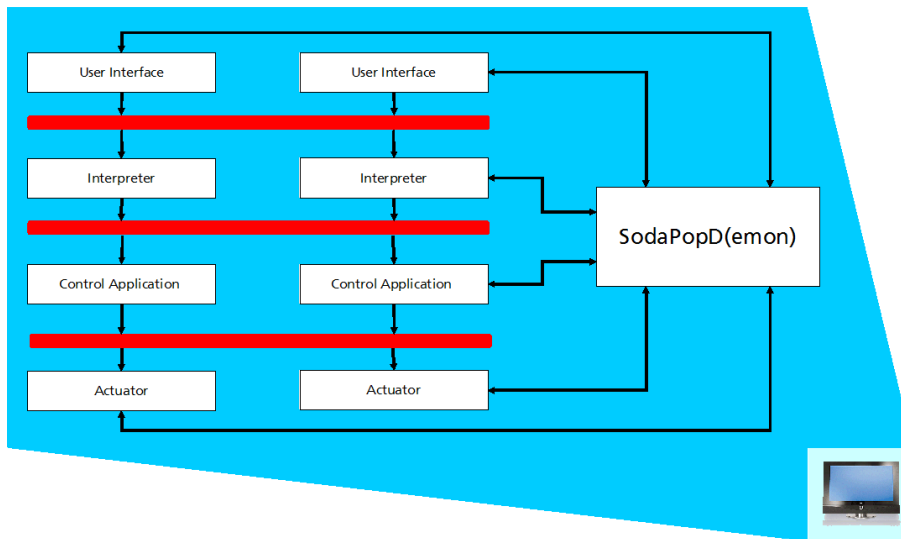 User Interface
User Interface
Interpreter
Interpreter
SodaPopD(emon)
Control Application
Control Application
Actuator
Actuator